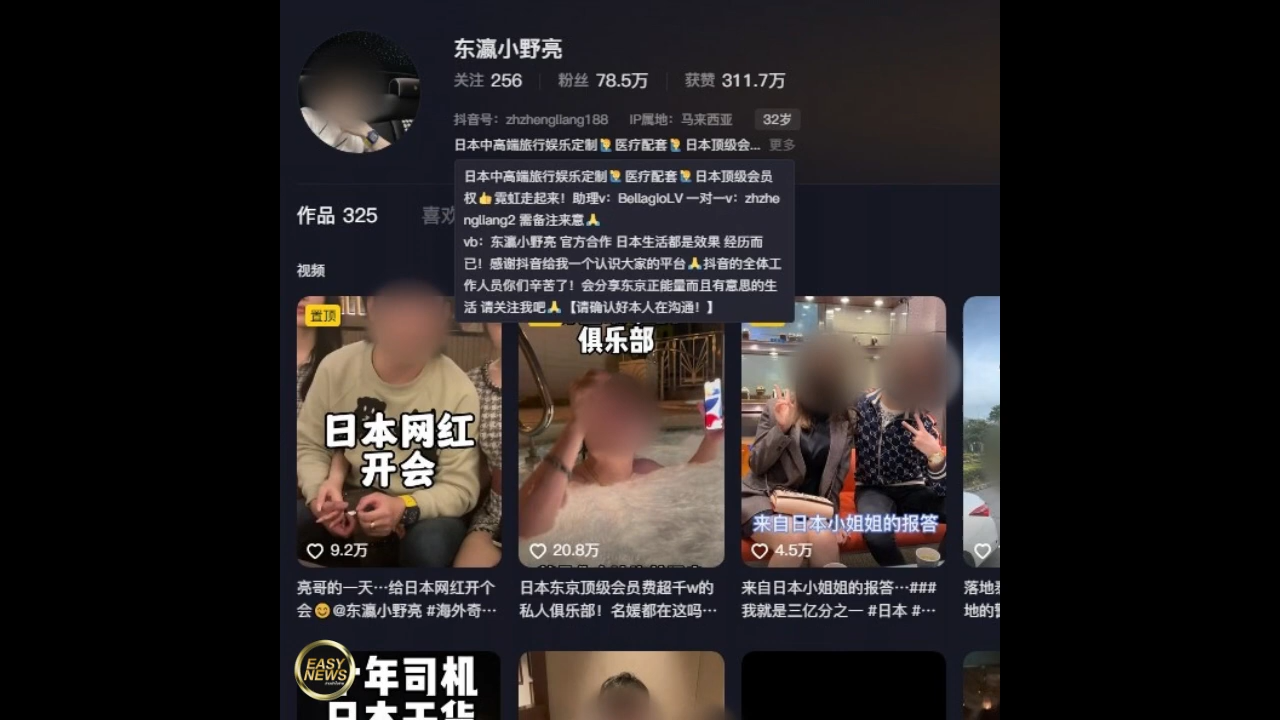 东瀛小野亮
关注 256 粉丝 78.5万 获赞 311.7万
抖音号：zhzhengliang188 IP属地：马来西亚 32岁
日本中高端旅行娱乐定制🙋医疗配套🙋日本顶级会... 更多
日本中高端旅行娱乐定制🙋医疗配套🙋日本顶级会员
权👍霓虹走起来！助理v：BellagioLV 一对一v：zhzhe
ngliang2 需备注来意🙏
vb：东瀛小野亮 官方合作 日本生活都是效果 经历而
已！感谢抖音给我一个认识大家的平台🙏抖音的全体工
作人员你们辛苦了！会分享东京正能量而且有意思的生
活 请关注我吧🙏【请确认好本人在沟通！】
作品 325 喜欢
视频
置顶
日本网红
开会
9.2万
俱乐部
20.8万
来自日本小姐姐的报答
4.5万
亮哥的一天…给日本网红开个
会😊@东瀛小野亮 #海外奇…
日本东京顶级会员费超千w的
私人俱乐部！名媛都在这吗…
来自日本小姐姐的报答…###
我就是三亿分之一 #日本 #…
落地
地的
EASY
NEWS
年司机
日本干货